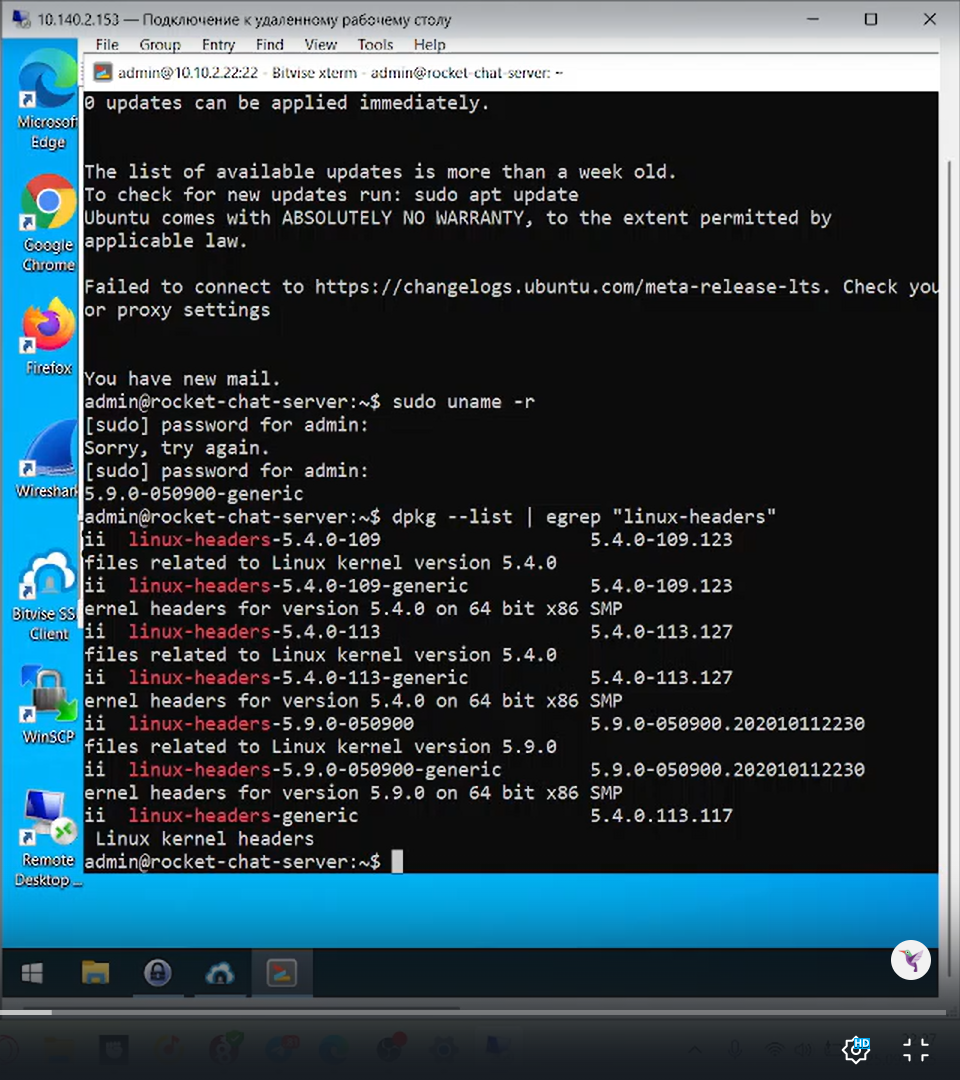 10.140.2.153 — Подключение к удаленному рабочему столу
File Group Entry Find View Tools Help
admin@10.10.2.22:22 - Bitvise xterm - admin@rocket-chat-server: ~
0 updates can be applied immediately.
The list of available updates is more than a week old.
To check for new updates run: sudo apt update
Ubuntu comes with ABSOLUTELY NO WARRANTY, to the extent permitted by
applicable law.
Failed to connect to https://changelogs.ubuntu.com/meta-release-lts. Check you
or proxy settings
You have new mail.
admin@rocket-chat-server:~$ sudo uname -r
[sudo] password for admin:
Sorry, try again.
[sudo] password for admin:
5.9.0-050900-generic
admin@rocket-chat-server:~$ dpkg --list | egrep "linux-headers"
ii linux-headers-5.4.0-109 5.4.0-109.123
files related to Linux kernel version 5.4.0
ii linux-headers-5.4.0-109-generic 5.4.0-109.123
ernel headers for version 5.4.0 on 64 bit x86 SMP
ii linux-headers-5.4.0-113 5.4.0-113.127
files related to Linux kernel version 5.4.0
ii linux-headers-5.4.0-113-generic 5.4.0-113.127
ernel headers for version 5.4.0 on 64 bit x86 SMP
ii linux-headers-5.9.0-050900 5.9.0-050900.202010112230
files related to Linux kernel version 5.9.0
ii linux-headers-5.9.0-050900-generic 5.9.0-050900.202010112230
ernel headers for version 5.9.0 on 64 bit x86 SMP
ii linux-headers-generic 5.4.0.113.117
Linux kernel headers
admin@rocket-chat-server:~$
Microsoft
Edge
Google
Chrome
Firefox
Wireshark
Bitvise SS
Client
WinSCP
Remote
Desktop ...
HD